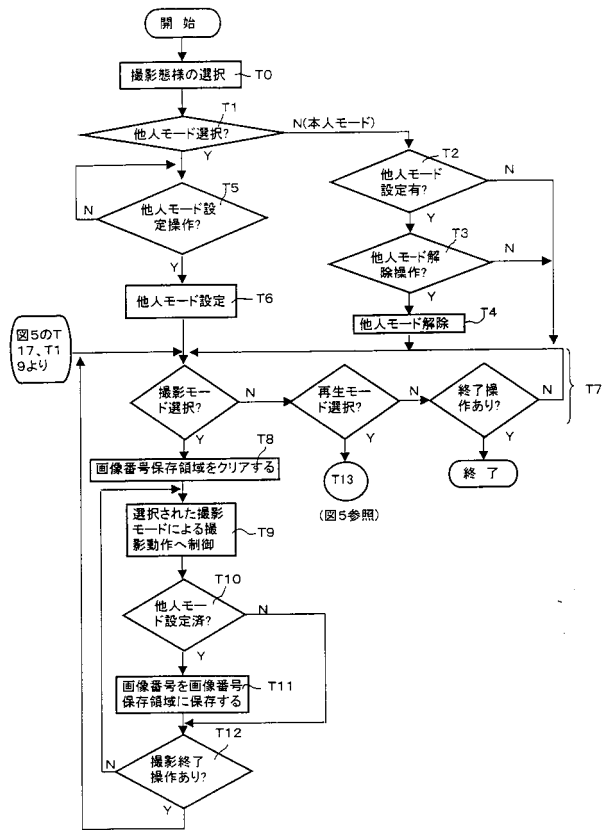 開 始
撮影態様の選択
T0
T1
他人モード選択?
N(本人モード)
Y
T2
他人モード
設定有?
N
Y
T5
他人モード設
定操作?
N
Y
T3
他人モード解
除操作?
N
Y
T6
他人モード設定
T4
他人モード解除
図5のT
17、T1
9より
撮影モー
ド選択?
N
Y
再生モー
ド選択?
N
Y
終了操
作あり?
N
Y
T7
T13
(図5参照)
終 了
T8
画像番号保存領域をクリアする
選択された撮影
モードによる撮
影動作へ制御
T9
T10
他人モー
ド設定済?
N
Y
画像番号を画像番号
保存領域に保存する
T11
T12
撮影終了
操作あり?
N
Y